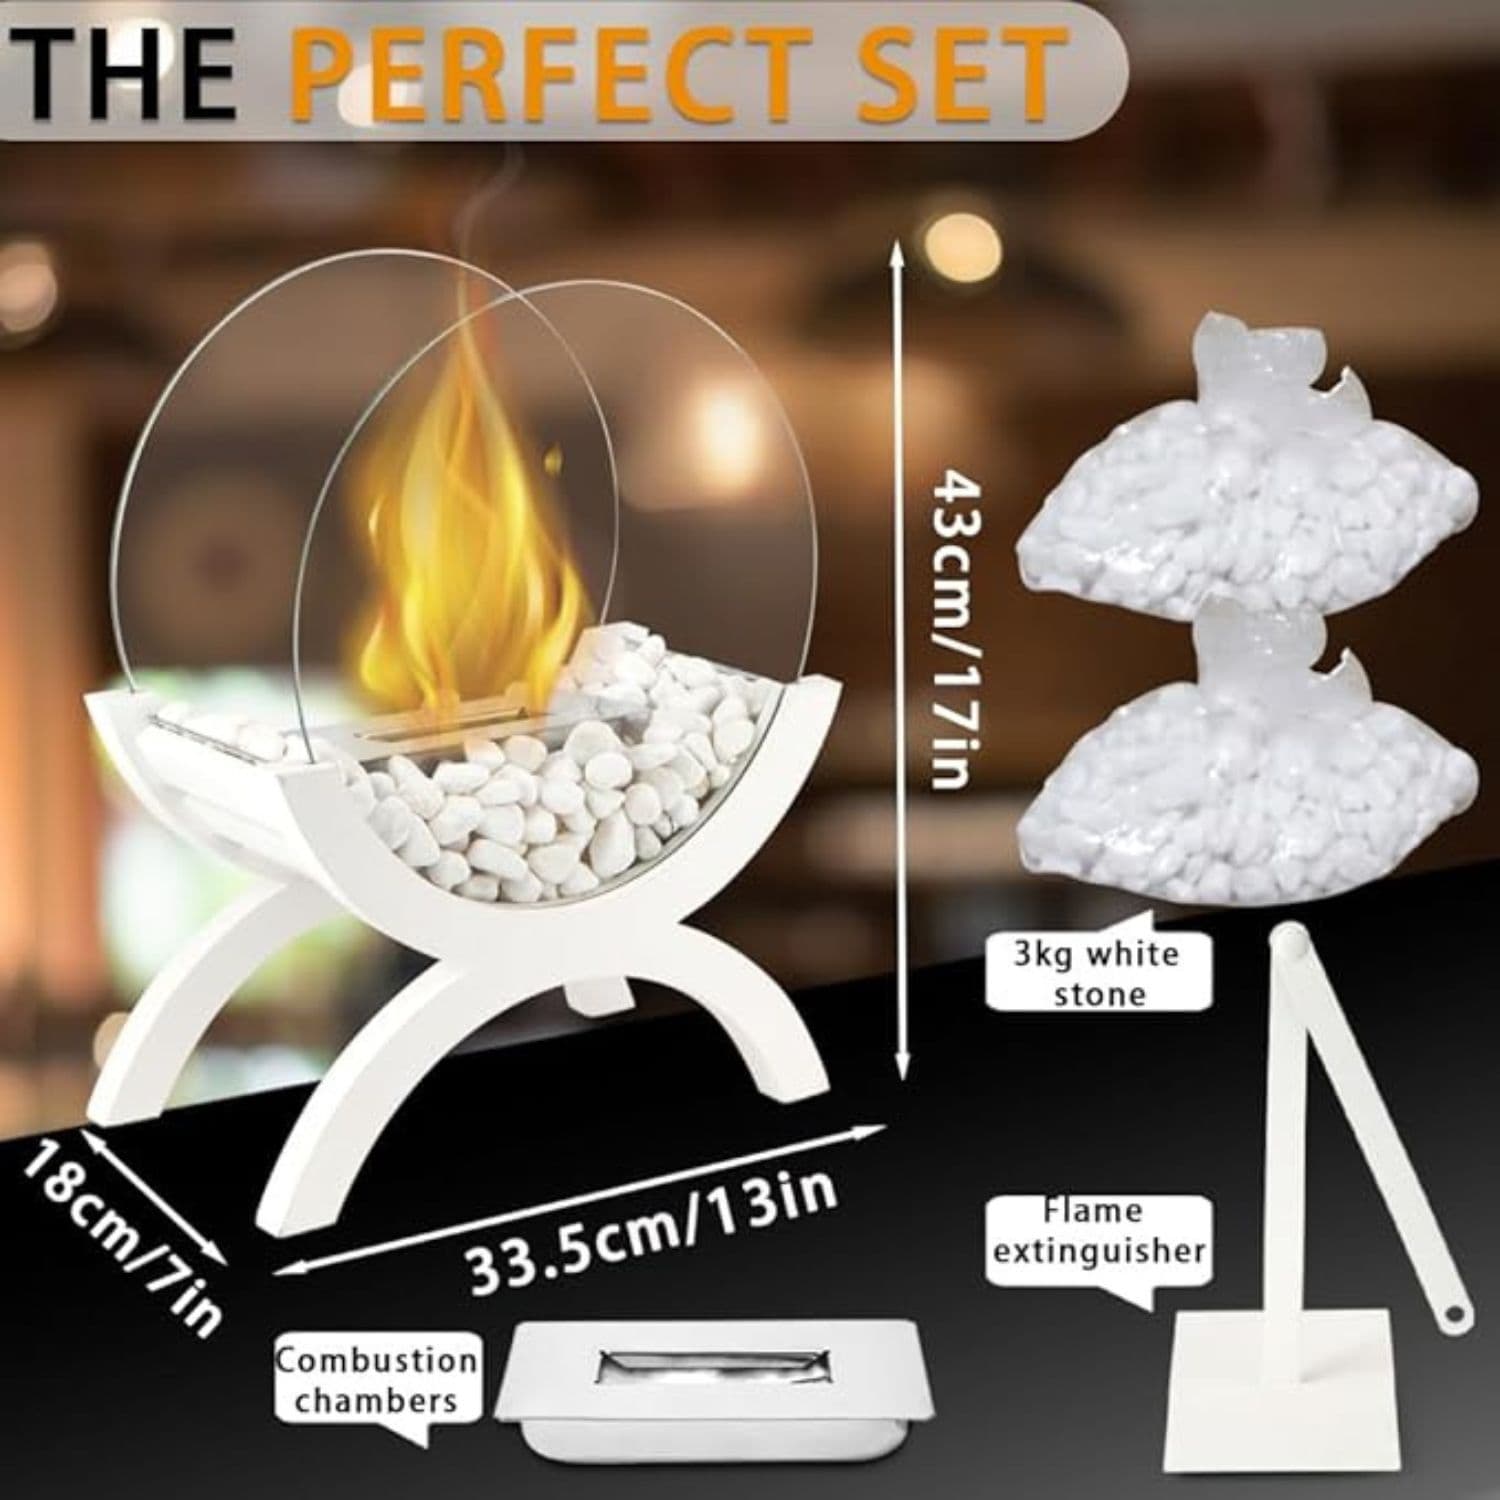 THE PERFECT SET
43cm/17in
3kg white
stone
Flame
extinguisher
18cm/7in
33.5cm/13in
Combustion
chambers